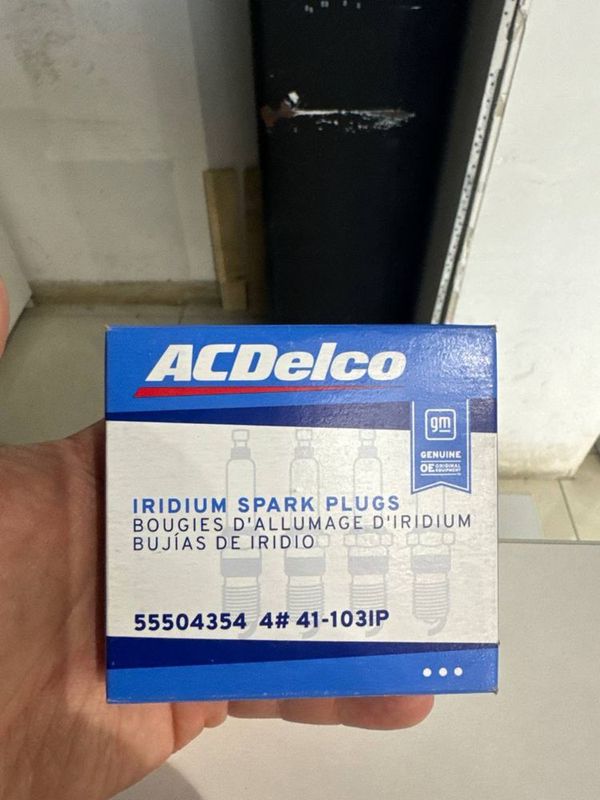 ACDelco
gm
GENUINE
OE ORIGINAL EQUIPMENT
IRIDIUM SPARK PLUGS
BOUGIES D'ALLUMAGE D'IRIDIUM
BUJÍAS DE IRIDIO
55504354 4# 41-103IP